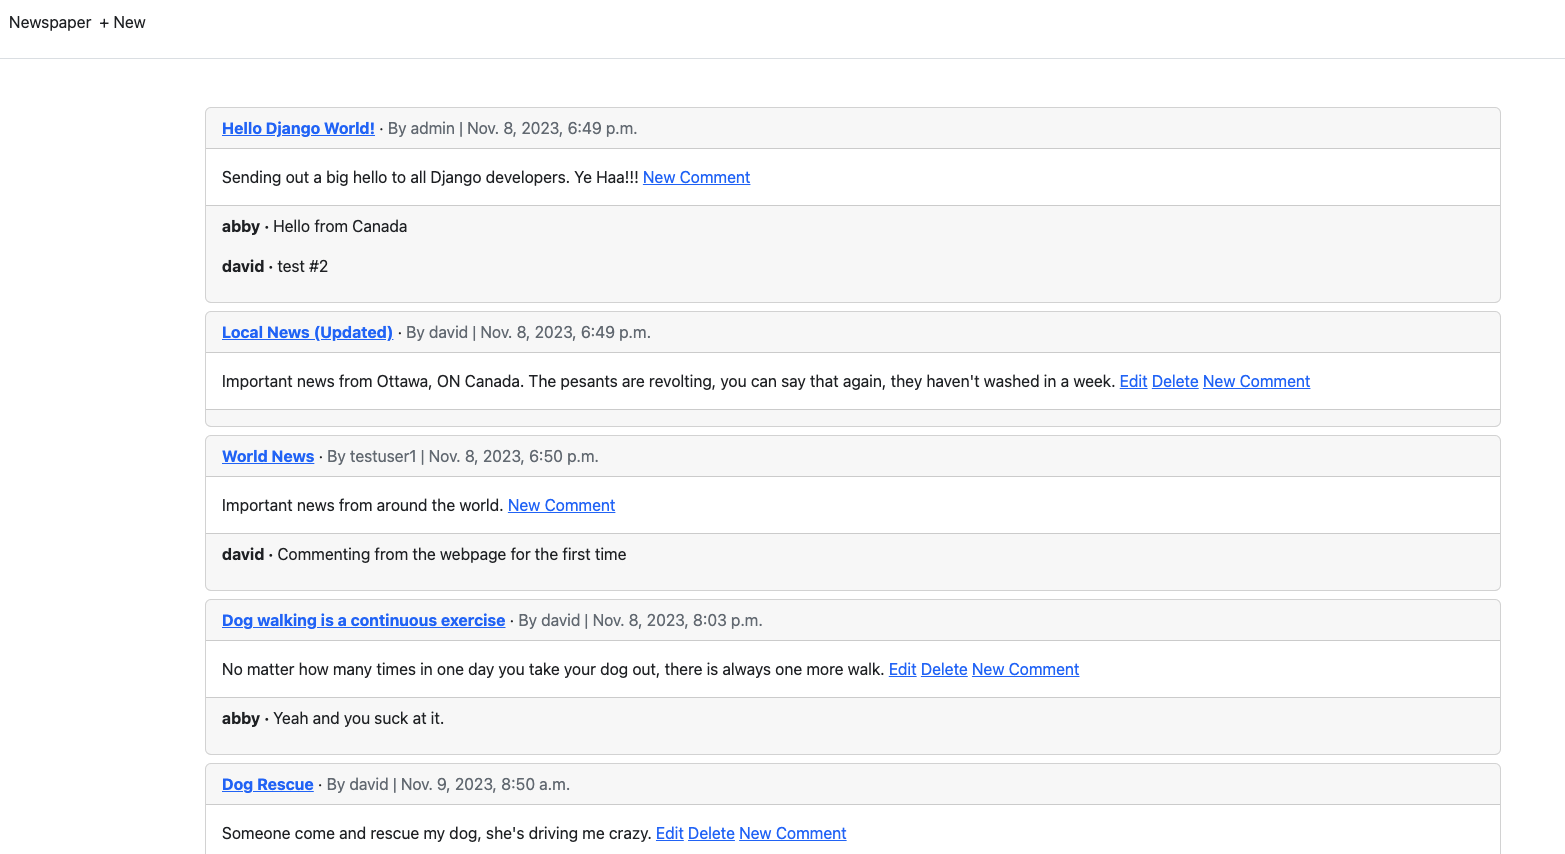 Newspaper + New
Hello Django World! · By admin | Nov. 8, 2023, 6:49 p.m.
Sending out a big hello to all Django developers. Ye Haa!!! New Comment
abby · Hello from Canada
david · test #2
Local News (Updated) · By david | Nov. 8, 2023, 6:49 p.m.
Important news from Ottawa, ON Canada. The pesants are revolting, you can say that again, they haven't washed in a week. Edit Delete New Comment
World News · By testuser1 | Nov. 8, 2023, 6:50 p.m.
Important news from around the world. New Comment
david · Commenting from the webpage for the first time
Dog walking is a continuous exercise · By david | Nov. 8, 2023, 8:03 p.m.
No matter how many times in one day you take your dog out, there is always one more walk. Edit Delete New Comment
abby · Yeah and you suck at it.
Dog Rescue · By david | Nov. 9, 2023, 8:50 a.m.
Someone come and rescue my dog, she's driving me crazy. Edit Delete New Comment